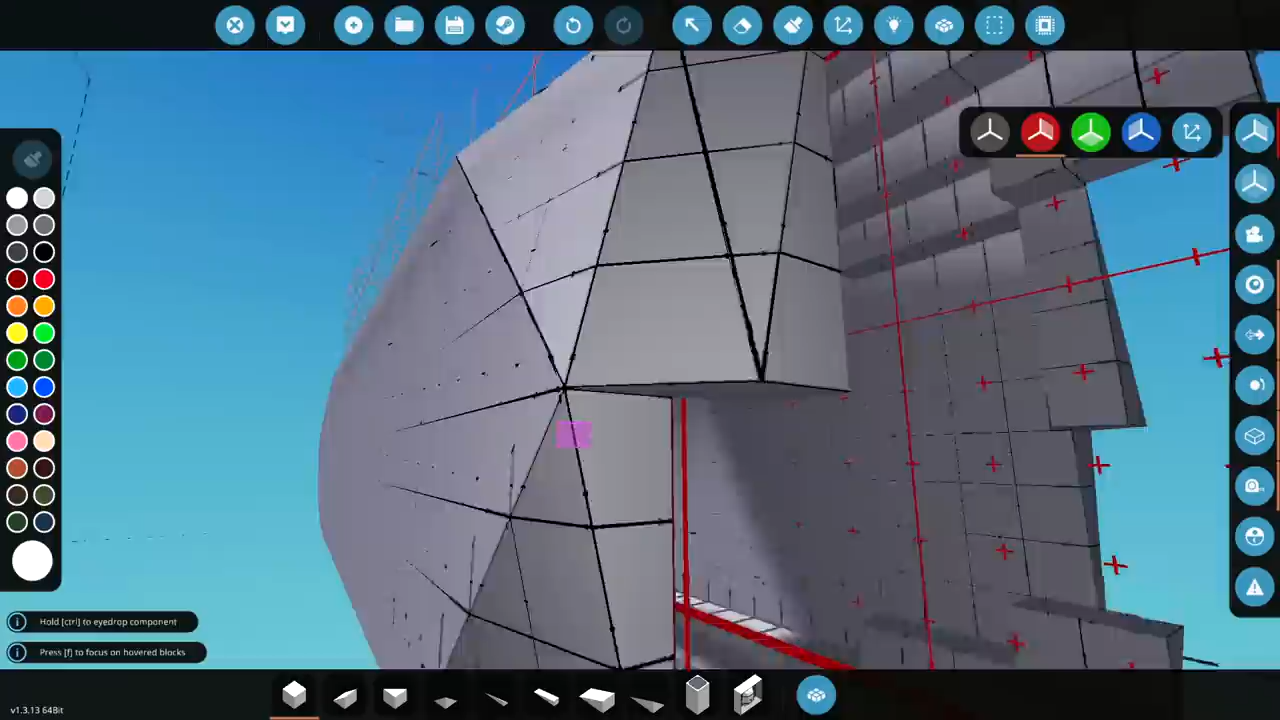 Hold [ctrl] to eyedrop component
Press [f] to focus on hovered blocks
v1.3.13 64Bit